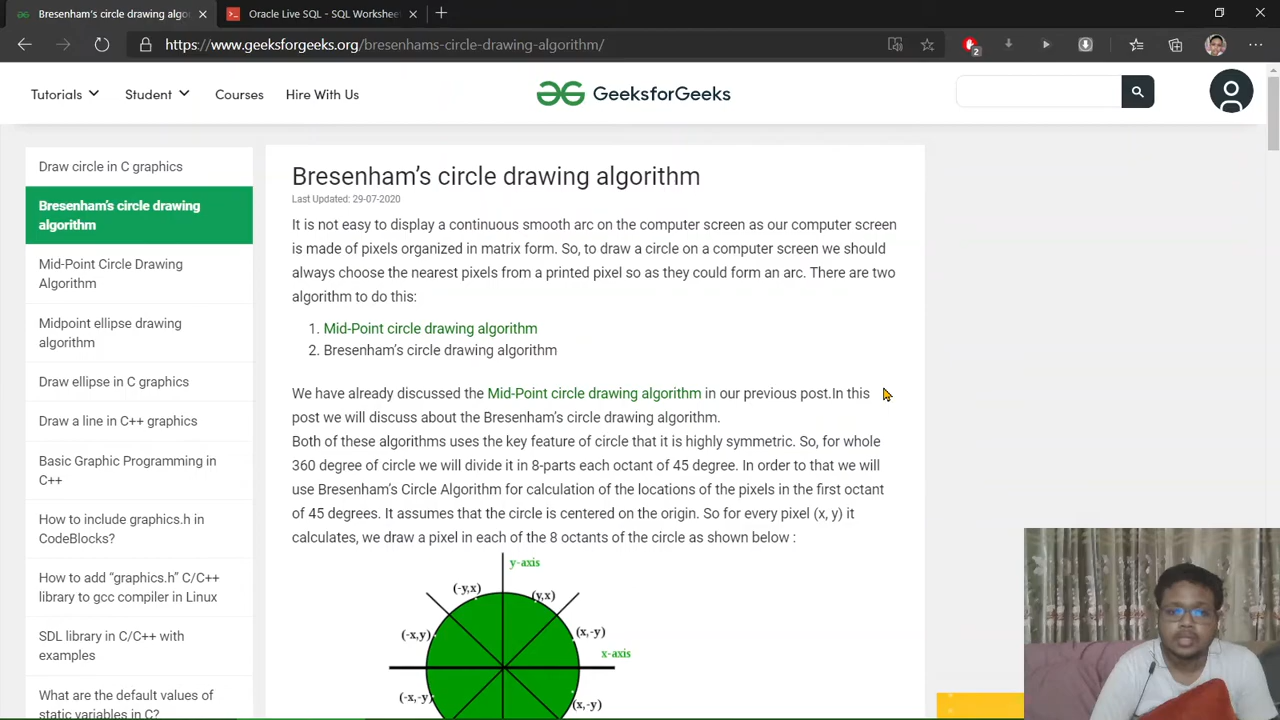 Bresenham's circle drawing algo
Oracle Live SQL - SQL Worksheet
https://www.geeksforgeeks.org/bresenhams-circle-drawing-algorithm/
2
Tutorials
Student
Courses
Hire With Us
GeeksforGeeks
Draw circle in C graphics
Bresenham's circle drawing
algorithm
Mid-Point Circle Drawing
Algorithm
Midpoint ellipse drawing
algorithm
Draw ellipse in C graphics
Draw a line in C++ graphics
Basic Graphic Programming in
C++
How to include graphics.h in
CodeBlocks?
How to add “graphics.h” C/C++
library to gcc compiler in Linux
SDL library in C/C++ with
examples
What are the default values of
static variables in C?
Bresenham’s circle drawing algorithm
Last Updated: 29-07-2020
It is not easy to display a continuous smooth arc on the computer screen as our computer screen
is made of pixels organized in matrix form. So, to draw a circle on a computer screen we should
always choose the nearest pixels from a printed pixel so as they could form an arc. There are two
algorithm to do this:
1. Mid-Point circle drawing algorithm
2. Bresenham’s circle drawing algorithm
We have already discussed the Mid-Point circle drawing algorithm in our previous post.In this
post we will discuss about the Bresenham’s circle drawing algorithm.
Both of these algorithms uses the key feature of circle that it is highly symmetric. So, for whole
360 degree of circle we will divide it in 8-parts each octant of 45 degree. In order to that we will
use Bresenham’s Circle Algorithm for calculation of the locations of the pixels in the first octant
of 45 degrees. It assumes that the circle is centered on the origin. So for every pixel (x, y) it
calculates, we draw a pixel in each of the 8 octants of the circle as shown below :
y-axis
(-y,x)
(y,x)
(-x,y)
(x,-y)
x-axis
(-x,-y)
(x,-y)